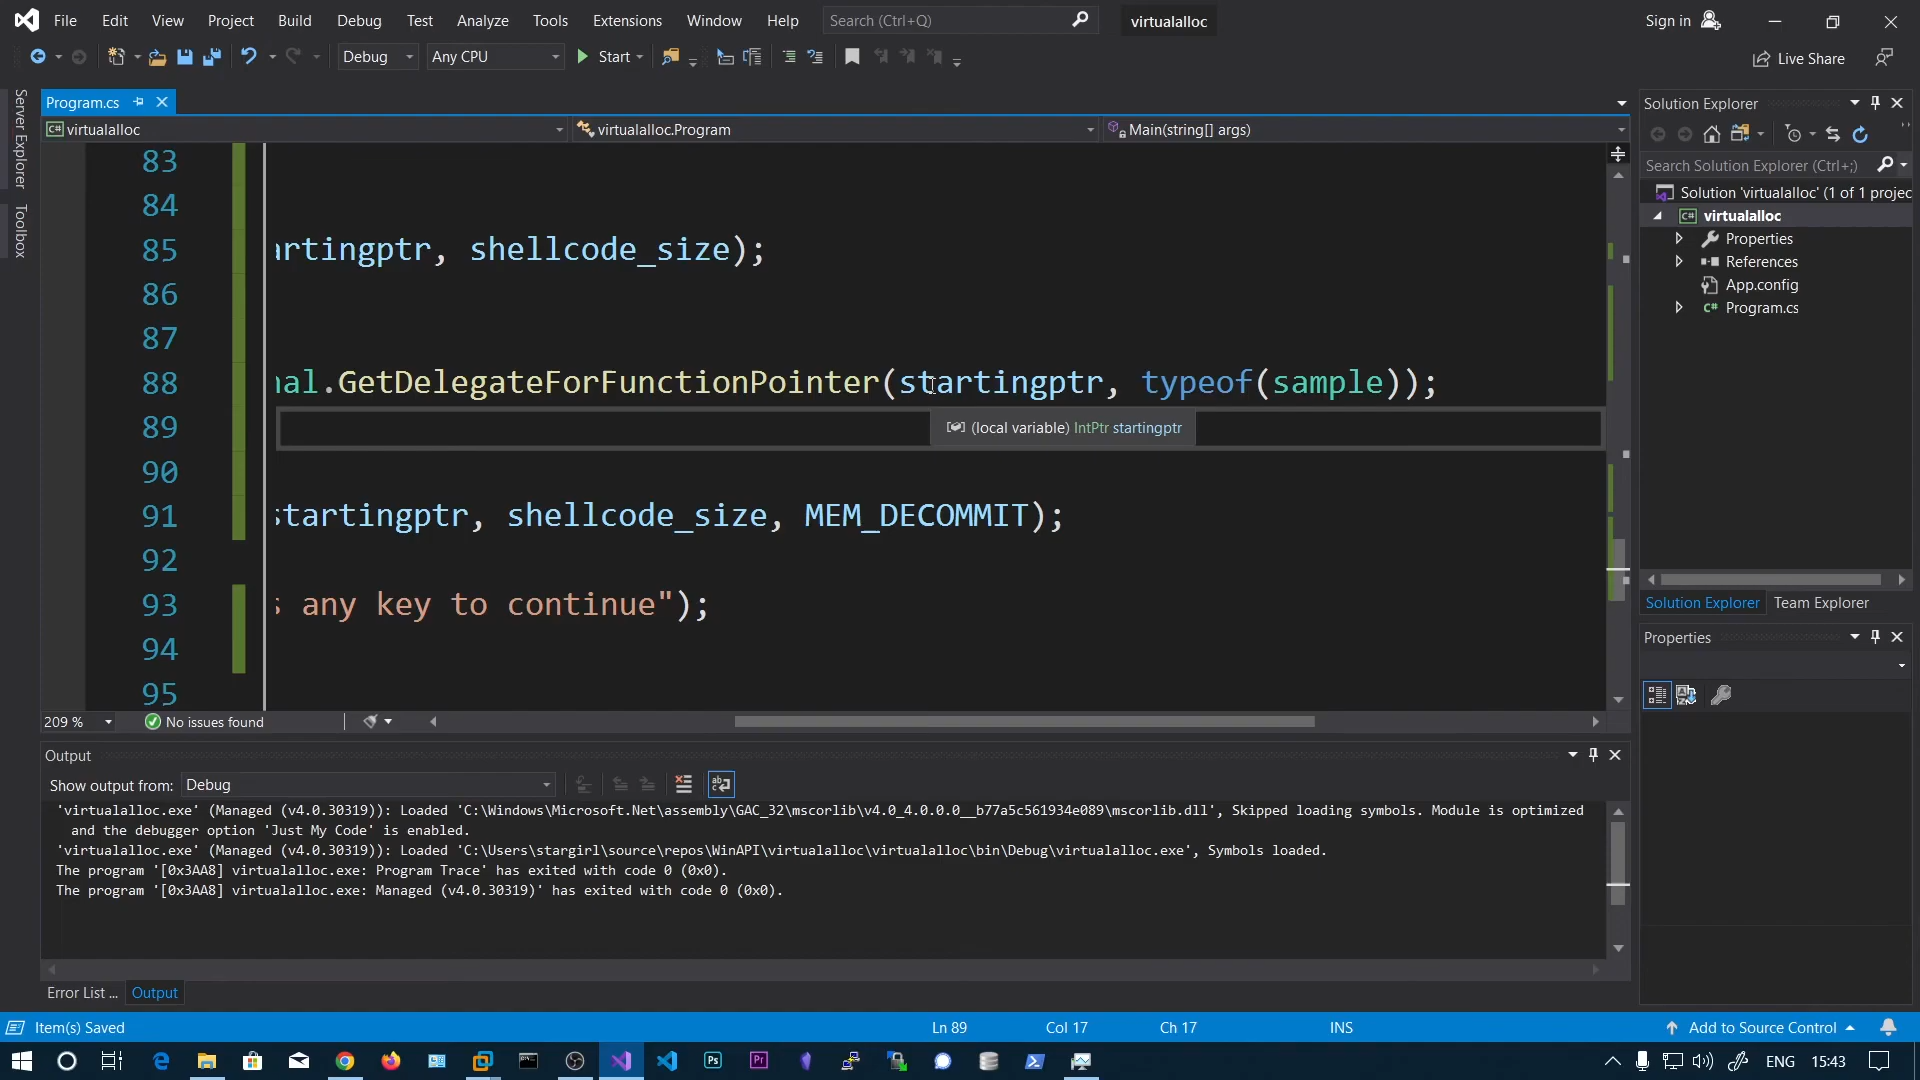 File Edit View Project Build Debug Test Analyze Tools Extensions Window Help Search (Ctrl+Q) virtualalloc Sign in
Debug Any CPU Start Live Share
Server Explorer
Toolbox
Program.cs
virtualalloc virtualalloc.Program Main(string[] args)
83
84
85 artingptr, shellcode_size);
86
87
88 nal.GetDelegateForFunctionPointer(startingptr, typeof(sample));
89 (local variable) IntPtr startingptr
90
91 startingptr, shellcode_size, MEM_DECOMMIT);
92
93 s any key to continue");
94
95
209 % No issues found
Output
Show output from: Debug
'virtualalloc.exe' (Managed (v4.0.30319)): Loaded 'C:\Windows\Microsoft.Net\assembly\GAC_32\mscorlib\v4.0_4.0.0.0__b77a5c561934e089\mscorlib.dll', Skipped loading symbols. Module is optimized
and the debugger option 'Just My Code' is enabled.
'virtualalloc.exe' (Managed (v4.0.30319)): Loaded 'C:\Users\stargirl\source\repos\WinAPI\virtualalloc\virtualalloc\bin\Debug\virtualalloc.exe', Symbols loaded.
The program '[0x3AA8] virtualalloc.exe: Program Trace' has exited with code 0 (0x0).
The program '[0x3AA8] virtualalloc.exe: Managed (v4.0.30319)' has exited with code 0 (0x0).
Error List ... Output
Solution Explorer
Search Solution Explorer (Ctrl+;)
Solution 'virtualalloc' (1 of 1 projec
virtualalloc
Properties
References
App.config
Program.cs
Solution Explorer Team Explorer
Properties
Item(s) Saved Ln 89 Col 17 Ch 17 INS Add to Source Control
ENG 15:43